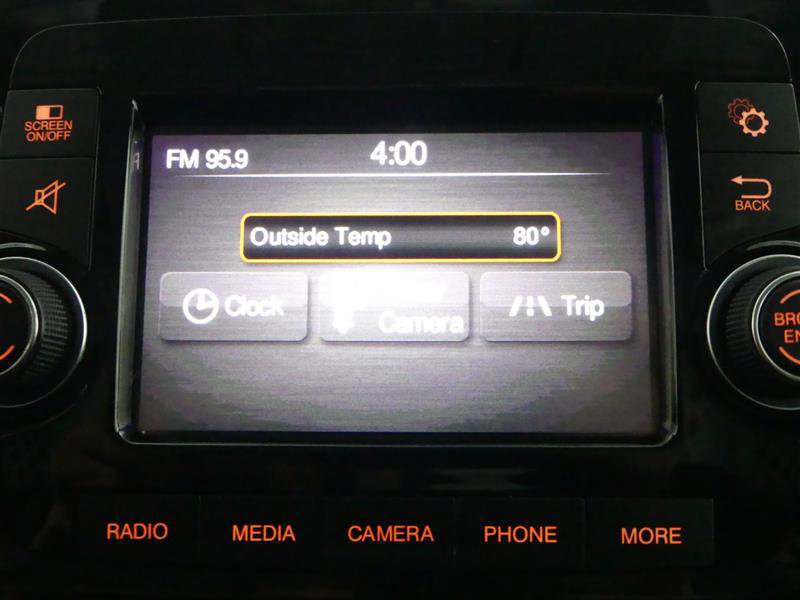 SCREEN
ON/OFF
FM 95.9
4:00
BACK
Outside Temp 80°
Clock
Camera
Trip
RADIO
MEDIA
CAMERA
PHONE
MORE